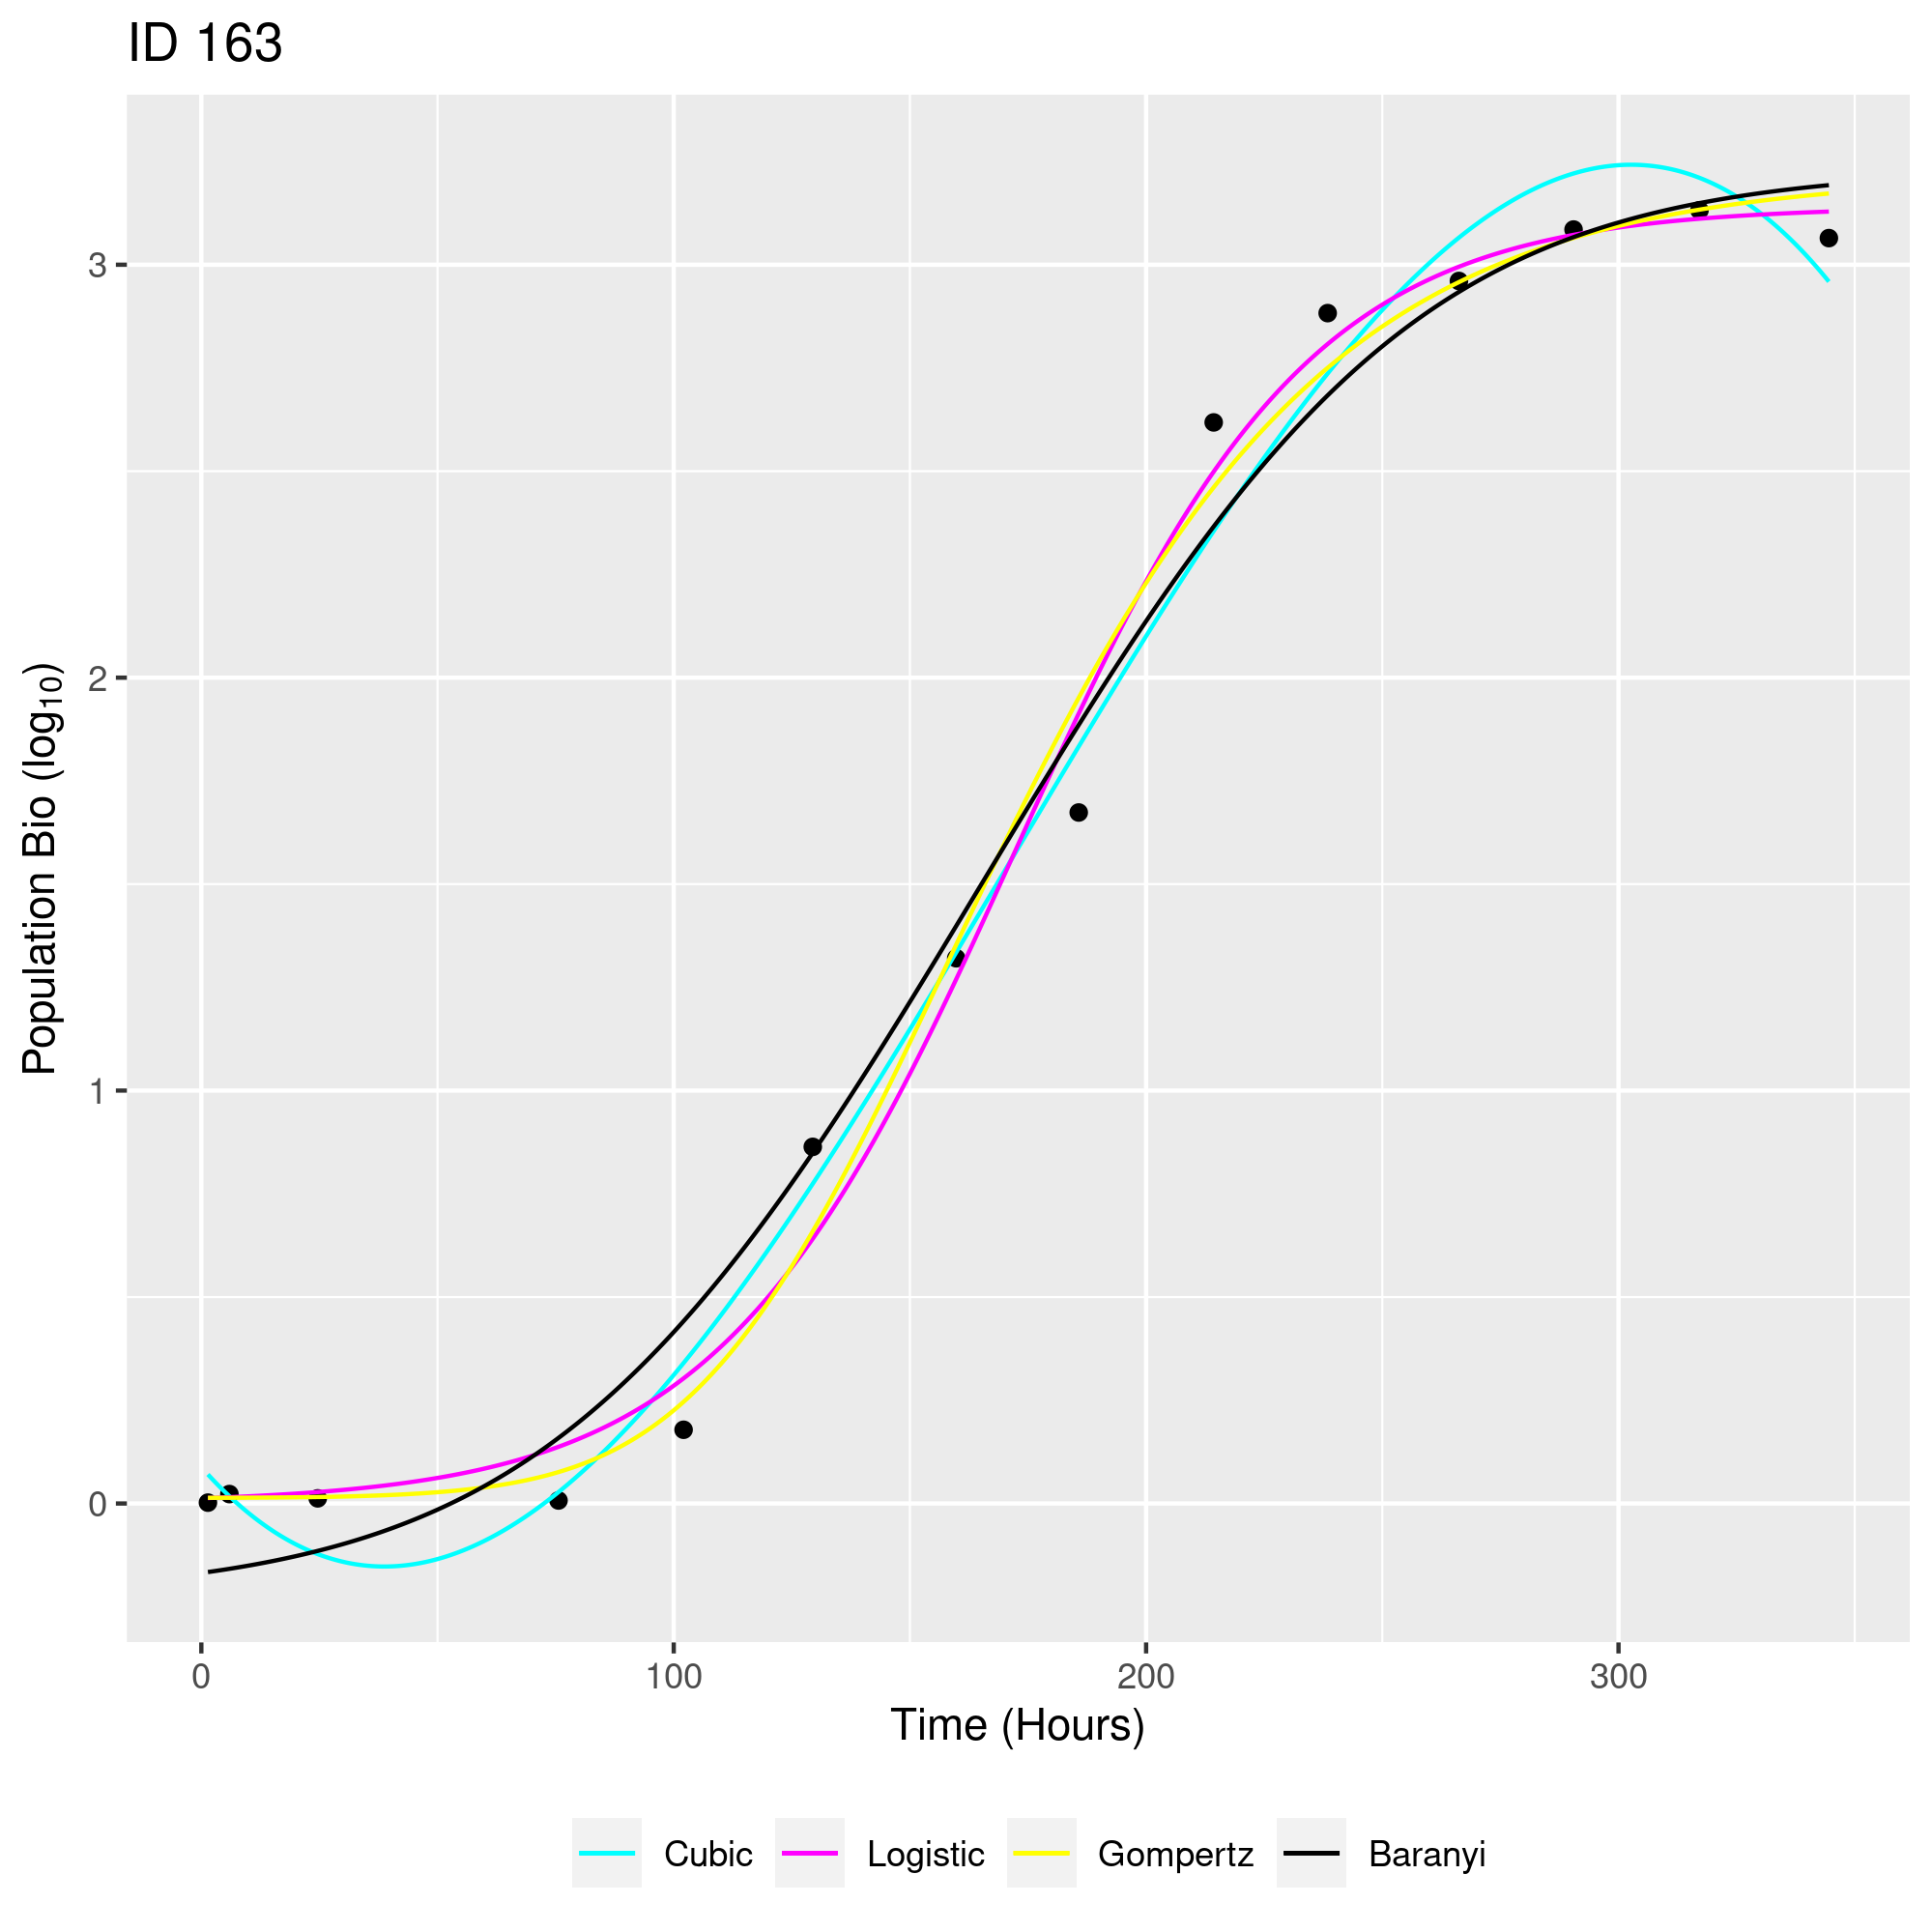 ID 163
Population Bio (log₁₀)
3
2
1
0
0 100 200 300
Time (Hours)
Cubic Logistic Gompertz Baranyi